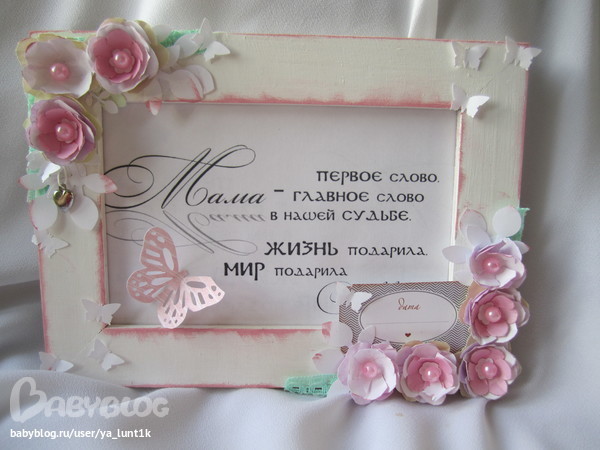 Мама –
ПЕРВОЕ СЛОВО.
ГЛАВНОЕ СЛОВО
В НАШЕЙ СУДЬБЕ.
ЖИЗНЬ ПОДАРИЛА.
МИР ПОДАРИЛА
дата
BABYBLOG
babyblog.ru/user/ya_lunt1k